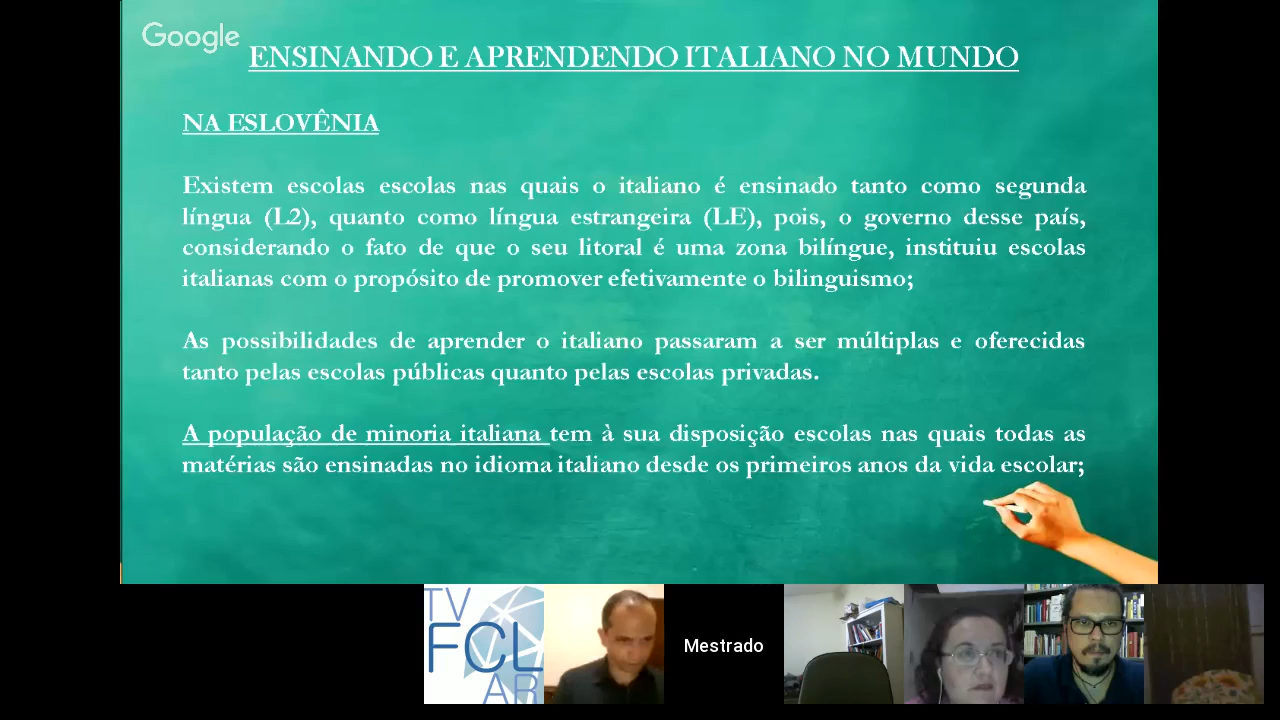 Google
ENSINANDO E APRENDENDO ITALIANO NO MUNDO
NA ESLOVÊNIA
Existem escolas escolas nas quais o italiano é ensinado tanto como segunda
língua (L2), quanto como língua estrangeira (LE), pois, o governo desse país,
considerando o fato de que o seu litoral é uma zona bilíngue, instituiu escolas
italianas com o propósito de promover efetivamente o bilinguismo;
As possibilidades de aprender o italiano passaram a ser múltiplas e oferecidas
tanto pelas escolas públicas quanto pelas escolas privadas.
A população de minoria italiana tem à sua disposição escolas nas quais todas as
matérias são ensinadas no idioma italiano desde os primeiros anos da vida escolar;
TV
FCL
AR
Mestrado